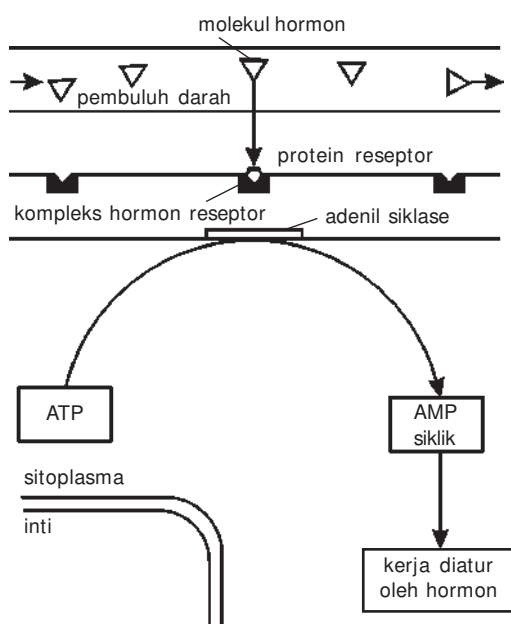 molekul hormon
pembuluh darah
protein reseptor
kompleks hormon reseptor
adenil siklase
ATP
AMP
siklik
sitoplasma
inti
kerja diatur
oleh hormon